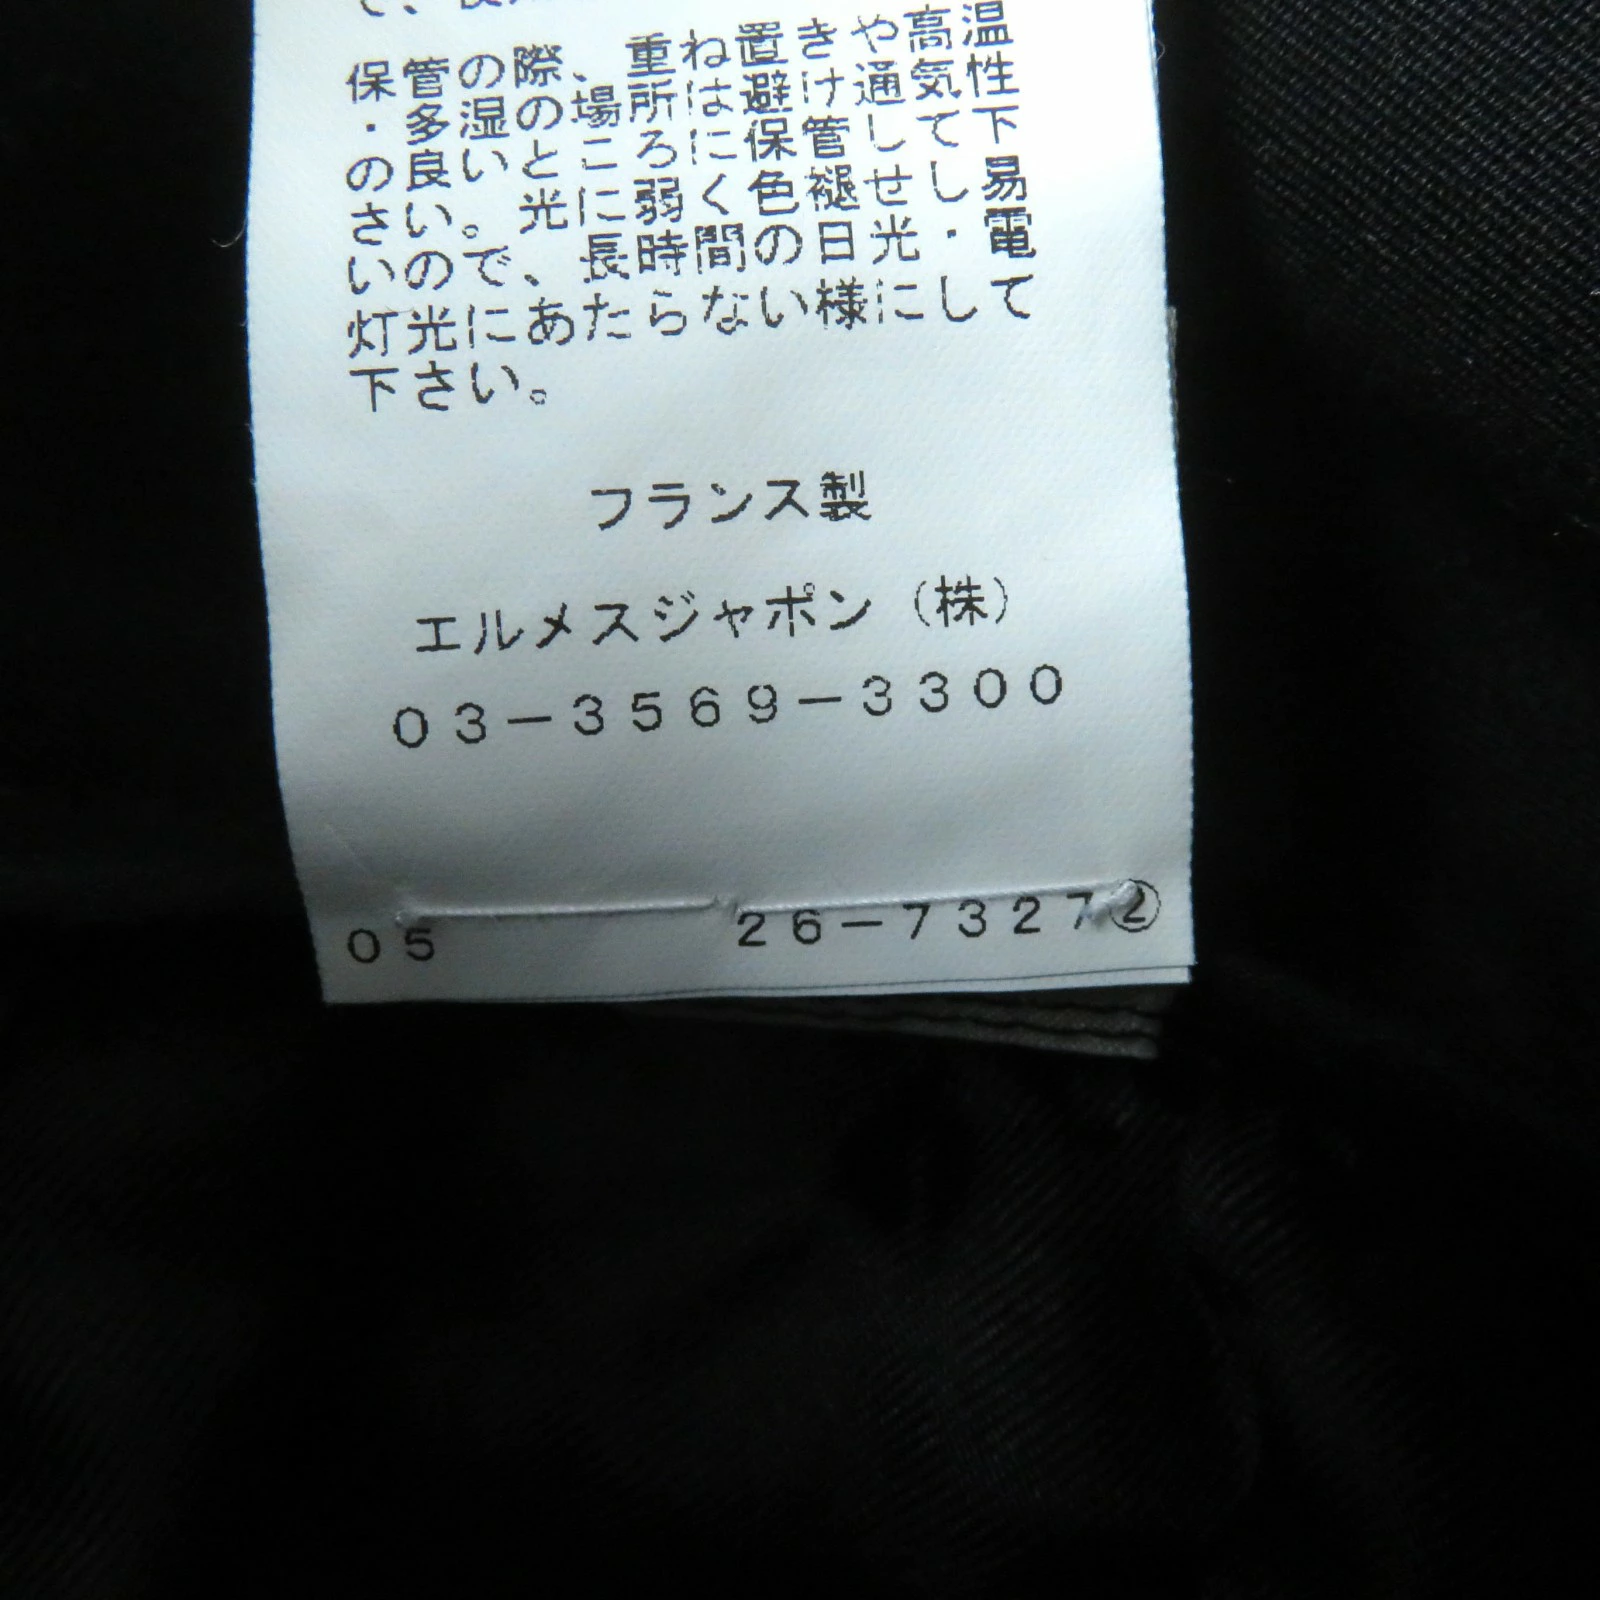 保管の際、重ね置きや高温
・多湿の場所は避け通気性
の良いところに保管して下
さい。光に弱く色褪せし易
いので、長時間の日光・電
灯光にあたらない様にして
下さい。
フランス製
エルメスジャポン（株）
03-3569-3300
05 26-7327②